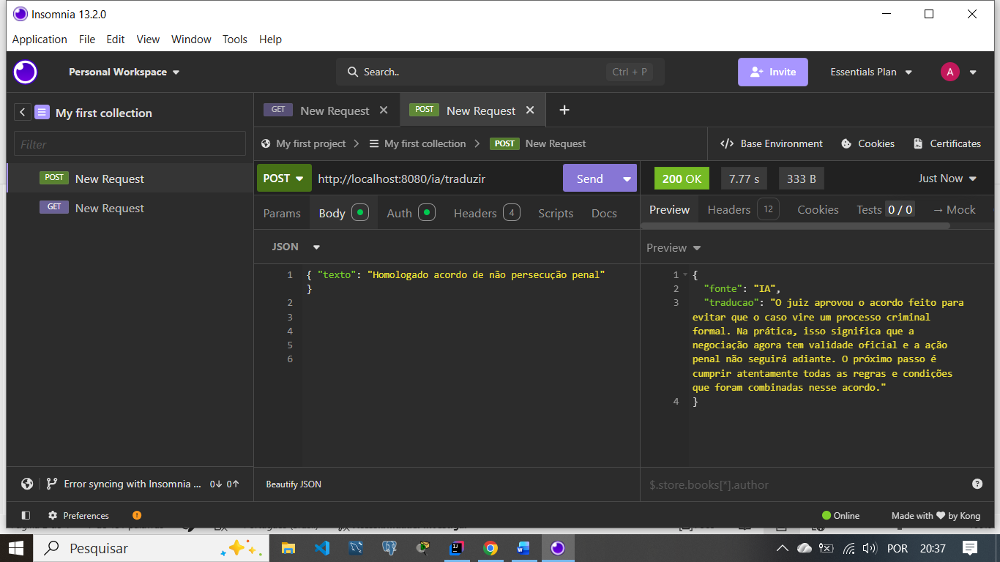 Insomnia 13.2.0
Application File Edit View Window Tools Help
Personal Workspace
Search..
Ctrl + P
Invite
Essentials Plan
A
My first collection
GET New Request
POST New Request
Filter
My first project
My first collection
POST New Request
Base Environment
Cookies
Certificates
POST New Request
GET New Request
POST
http://localhost:8080/ia/traduzir
Send
200 OK
7.77 s
333 B
Just Now
Params
Body
Auth
Headers 4
Scripts
Docs
Preview
Headers 12
Cookies
Tests 0 / 0
→ Mock
JSON
Preview
1 { "texto": "Homologado acordo de não persecução penal"
}
2
3
4
5
6
1 {
2 "fonte": "IA",
3 "traducao": "O juiz aprovou o acordo feito para
evitar que o caso vire um processo criminal
formal. Na prática, isso significa que a
negociação agora tem validade oficial e a ação
penal não seguirá adiante. O próximo passo é
cumprir atentamente todas as regras e condições
que foram combinadas nesse acordo."
4 }
Error syncing with Insomnia ... 0↓ 0↑
Beautify JSON
$.store.books[*].author
Preferences
Online
Made with ❤ by Kong
Pesquisar
POR
20:37